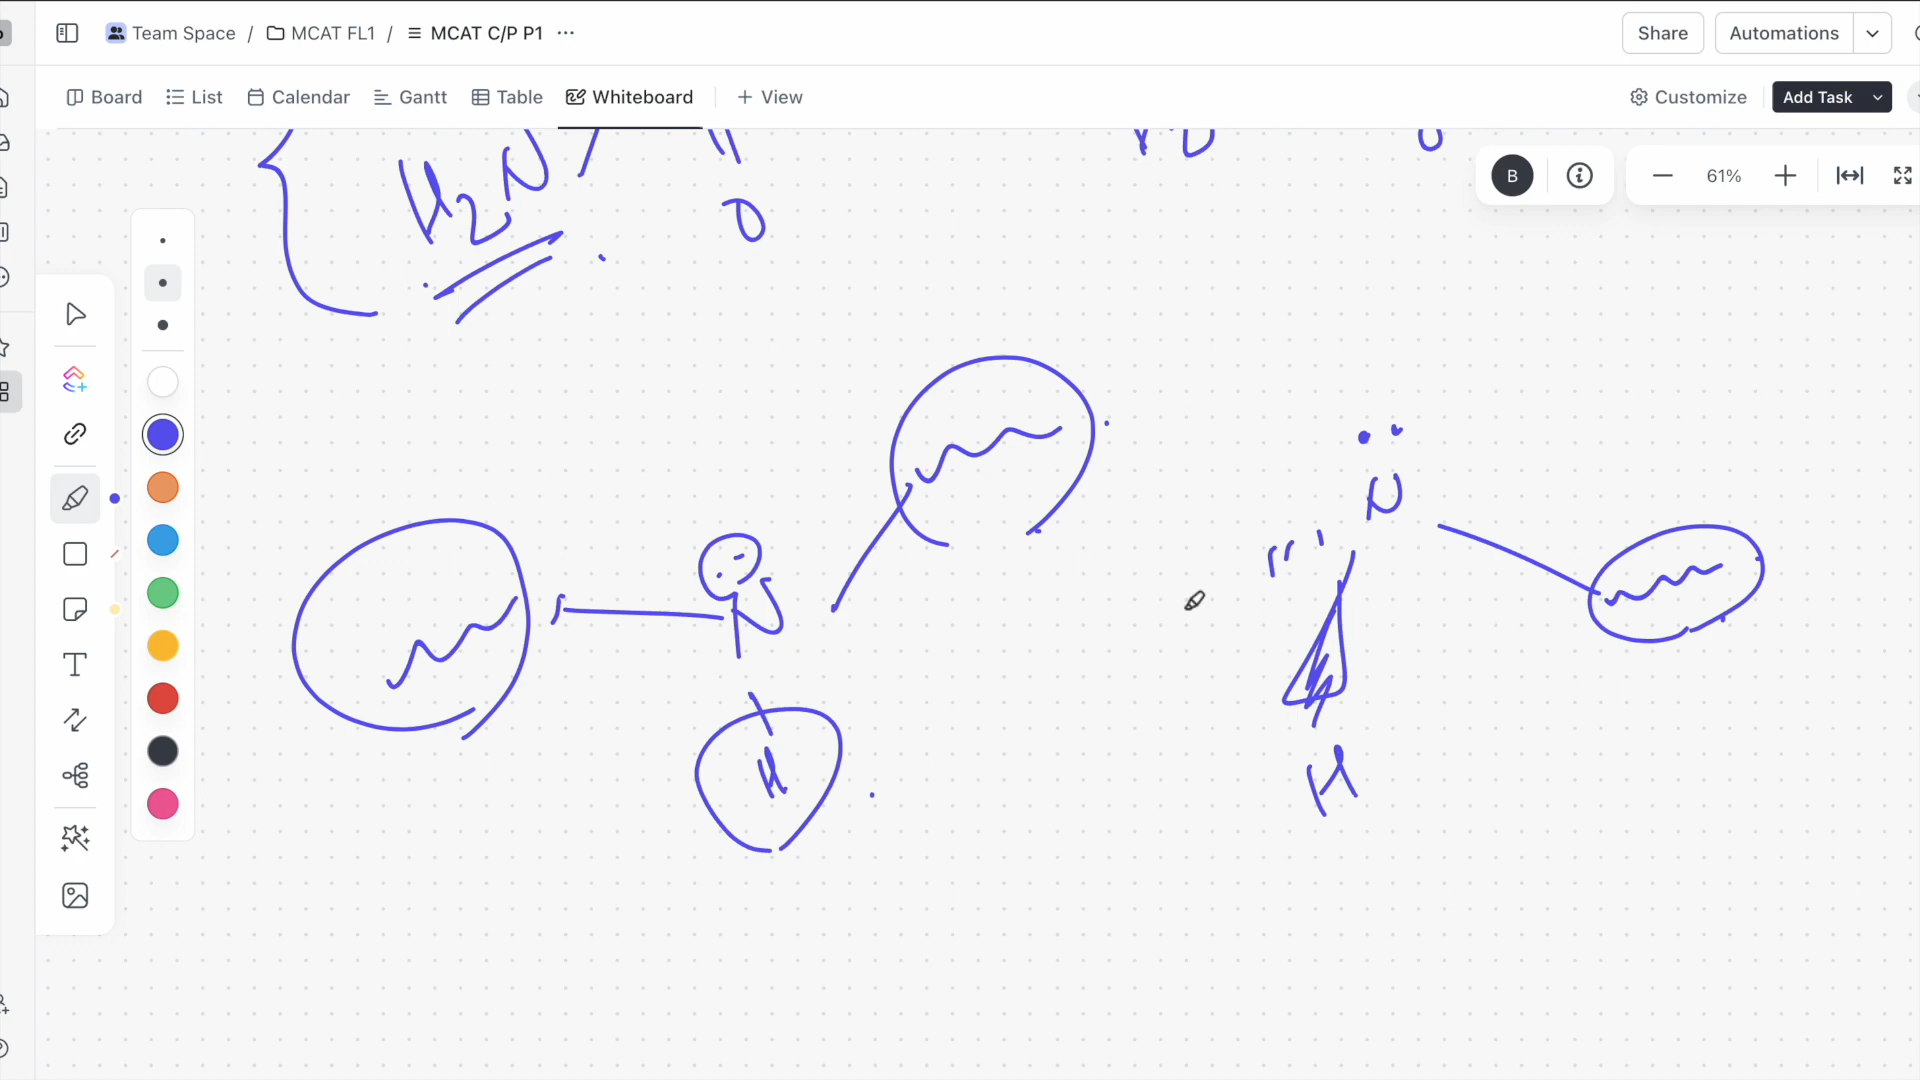 Team Space / MCAT FL1 / MCAT C/P P1 ...
Share
Automations
Board
List
Calendar
Gantt
Table
Whiteboard
+ View
Customize
Add Task
B
61%
H2N
O
N
N
H
H
T